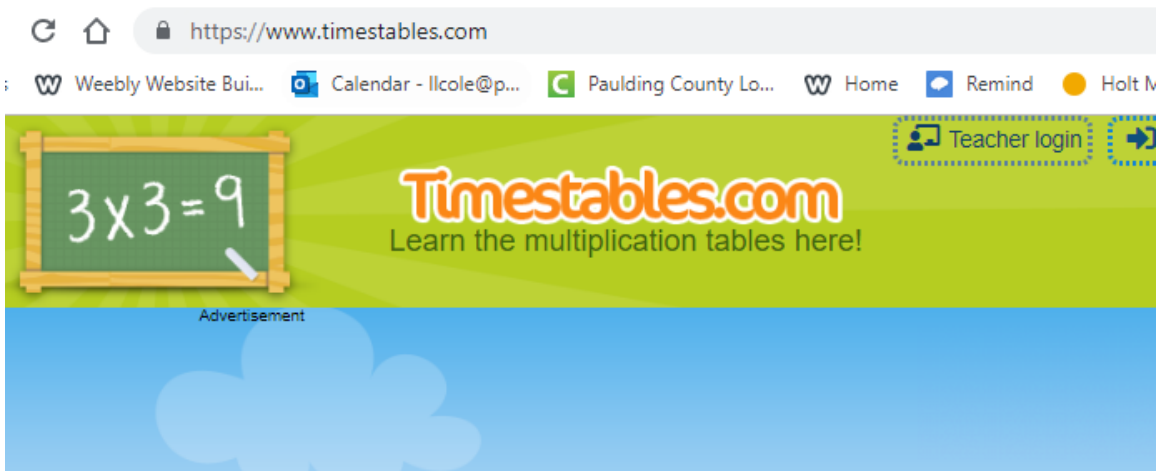 https://www.timestables.com
Weebly Website Bui... Calendar - llcole@p... Paulding County Lo... Home Remind Holt M
Teacher login
3x3=9
Timestables.com
Learn the multiplication tables here!
Advertisement